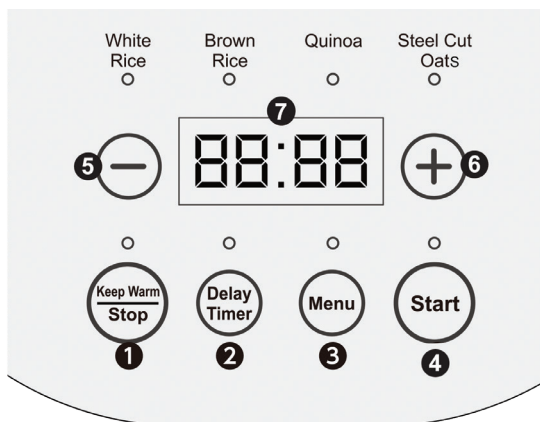 White Rice
Brown Rice
Quinoa
Steel Cut Oats
7
5
88:88
6
Keep Warm
Stop
Delay Timer
Menu
Start
1
2
3
4